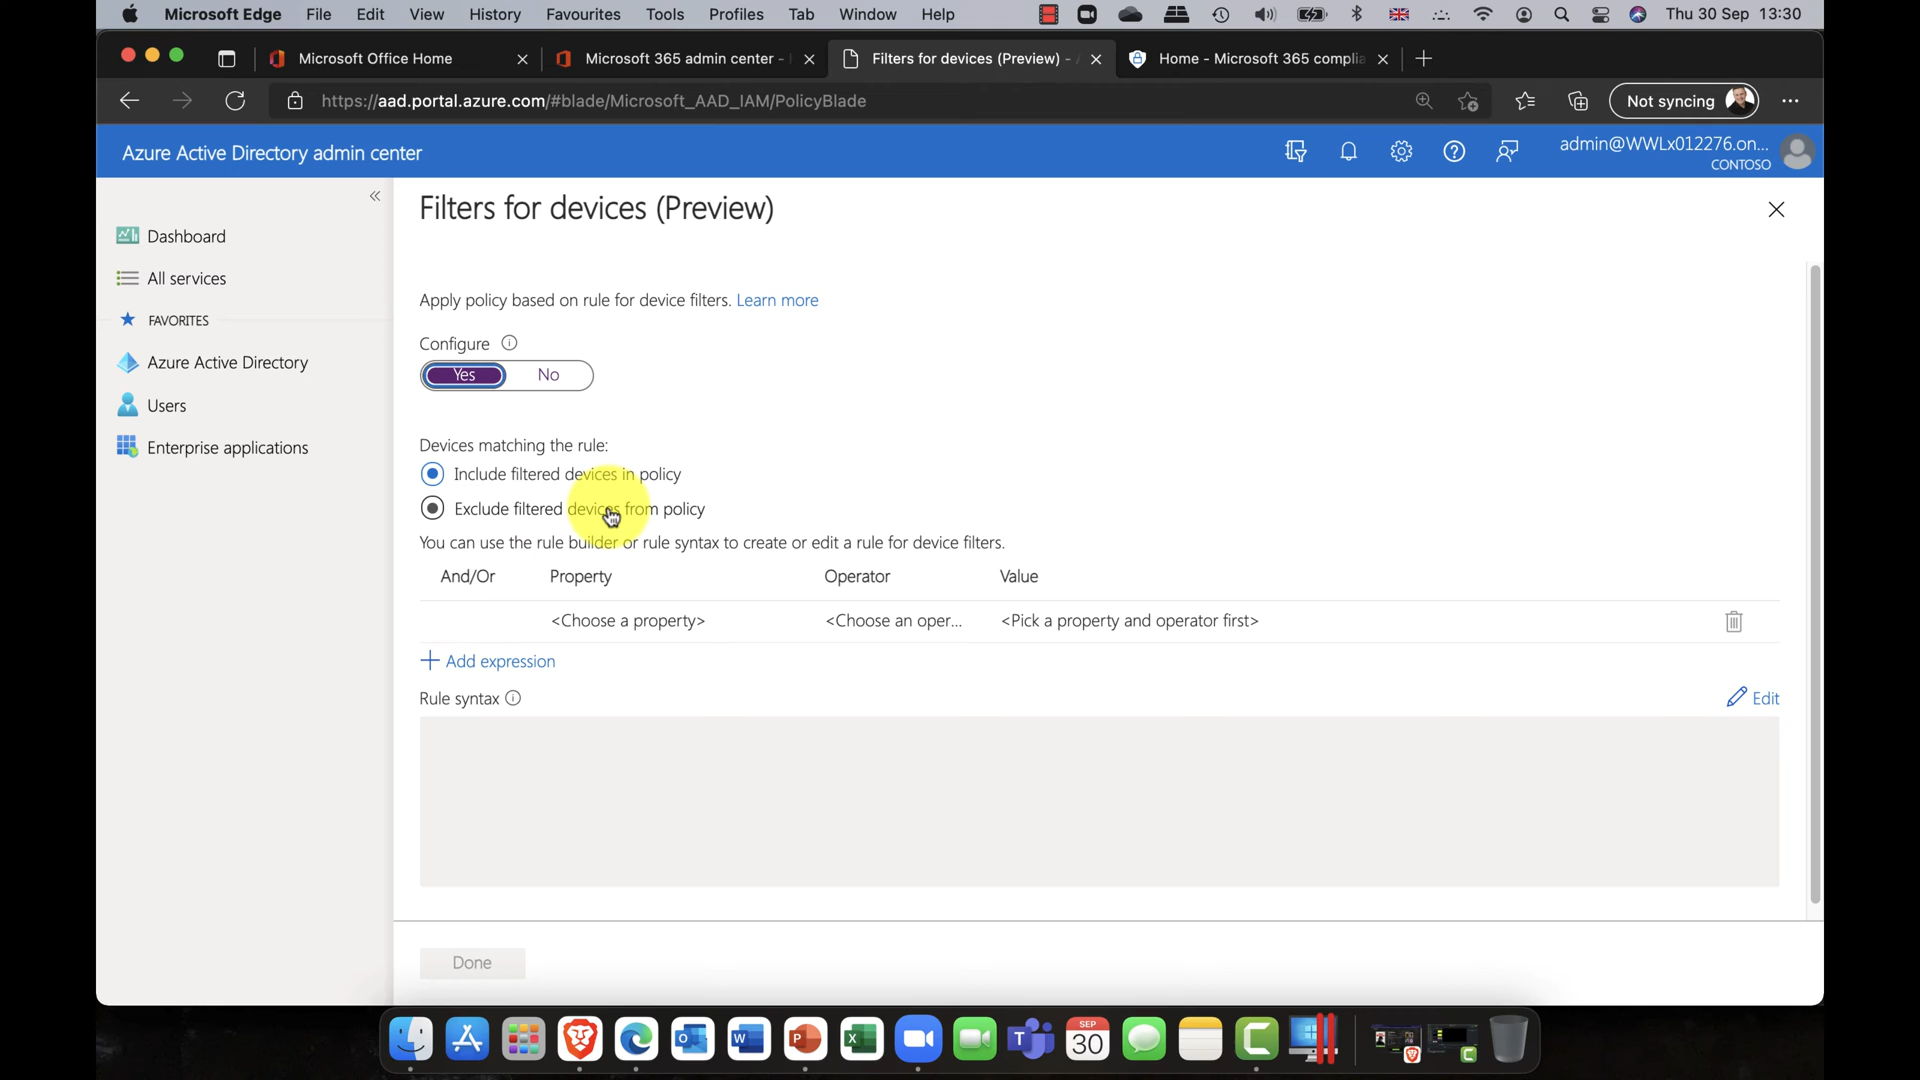 Microsoft Edge File Edit View History Favourites Tools Profiles Tab Window Help Thu 30 Sep 13:30
Microsoft Office Home
Microsoft 365 admin center -
Filters for devices (Preview) -
Home - Microsoft 365 complia
https://aad.portal.azure.com/#blade/Microsoft_AAD_IAM/PolicyBlade
Not syncing
Azure Active Directory admin center
admin@WWLx012276.on...
CONTOSO
Dashboard
All services
FAVORITES
Azure Active Directory
Users
Enterprise applications
Filters for devices (Preview)
Apply policy based on rule for device filters. Learn more
Configure
Yes No
Devices matching the rule:
Include filtered devices in policy
Exclude filtered devices from policy
You can use the rule builder or rule syntax to create or edit a rule for device filters.
And/Or Property Operator Value
<Choose a property> <Choose an oper... <Pick a property and operator first>
Add expression
Rule syntax
Edit
Done
SEP
30